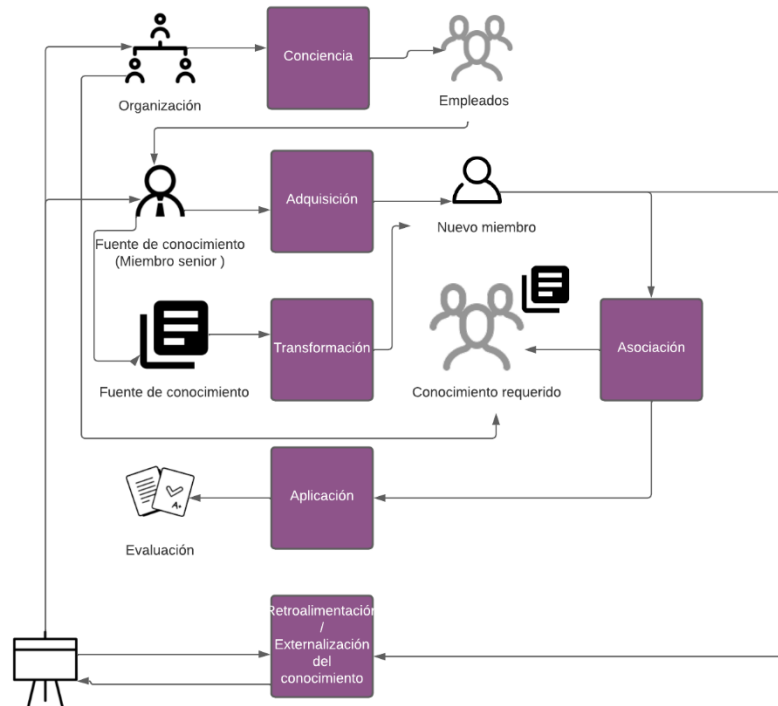 Conciencia
Organización
Empleados
Adquisición
Nuevo miembro
Fuente de conocimiento
(Miembro senior )
Transformación
Asociación
Fuente de conocimiento
Conocimiento requerido
Aplicación
A+
Evaluación
Retroalimentación
/
Externalización
del
conocimiento